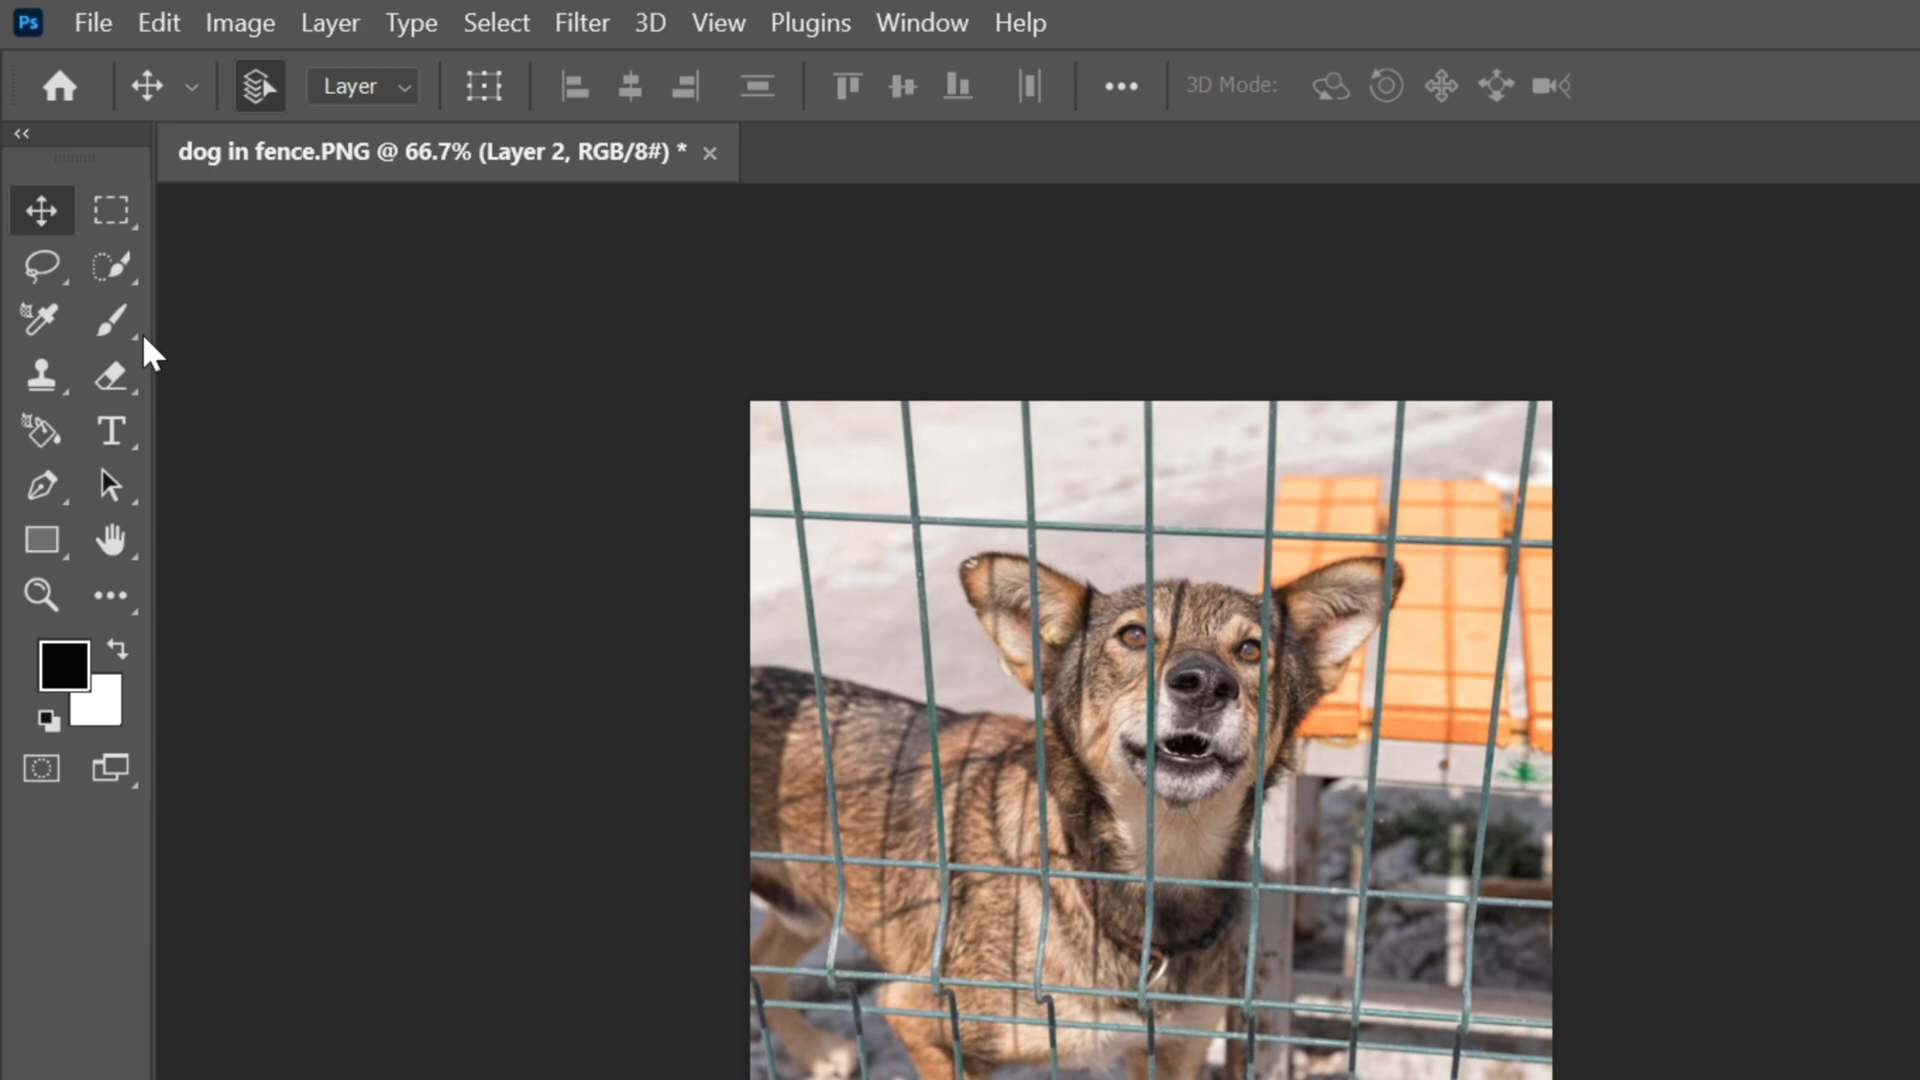 Ps File Edit Image Layer Type Select Filter 3D View Plugins Window Help
Layer 3D Mode:
dog in fence.PNG @ 66.7% (Layer 2, RGB/8#) *
T